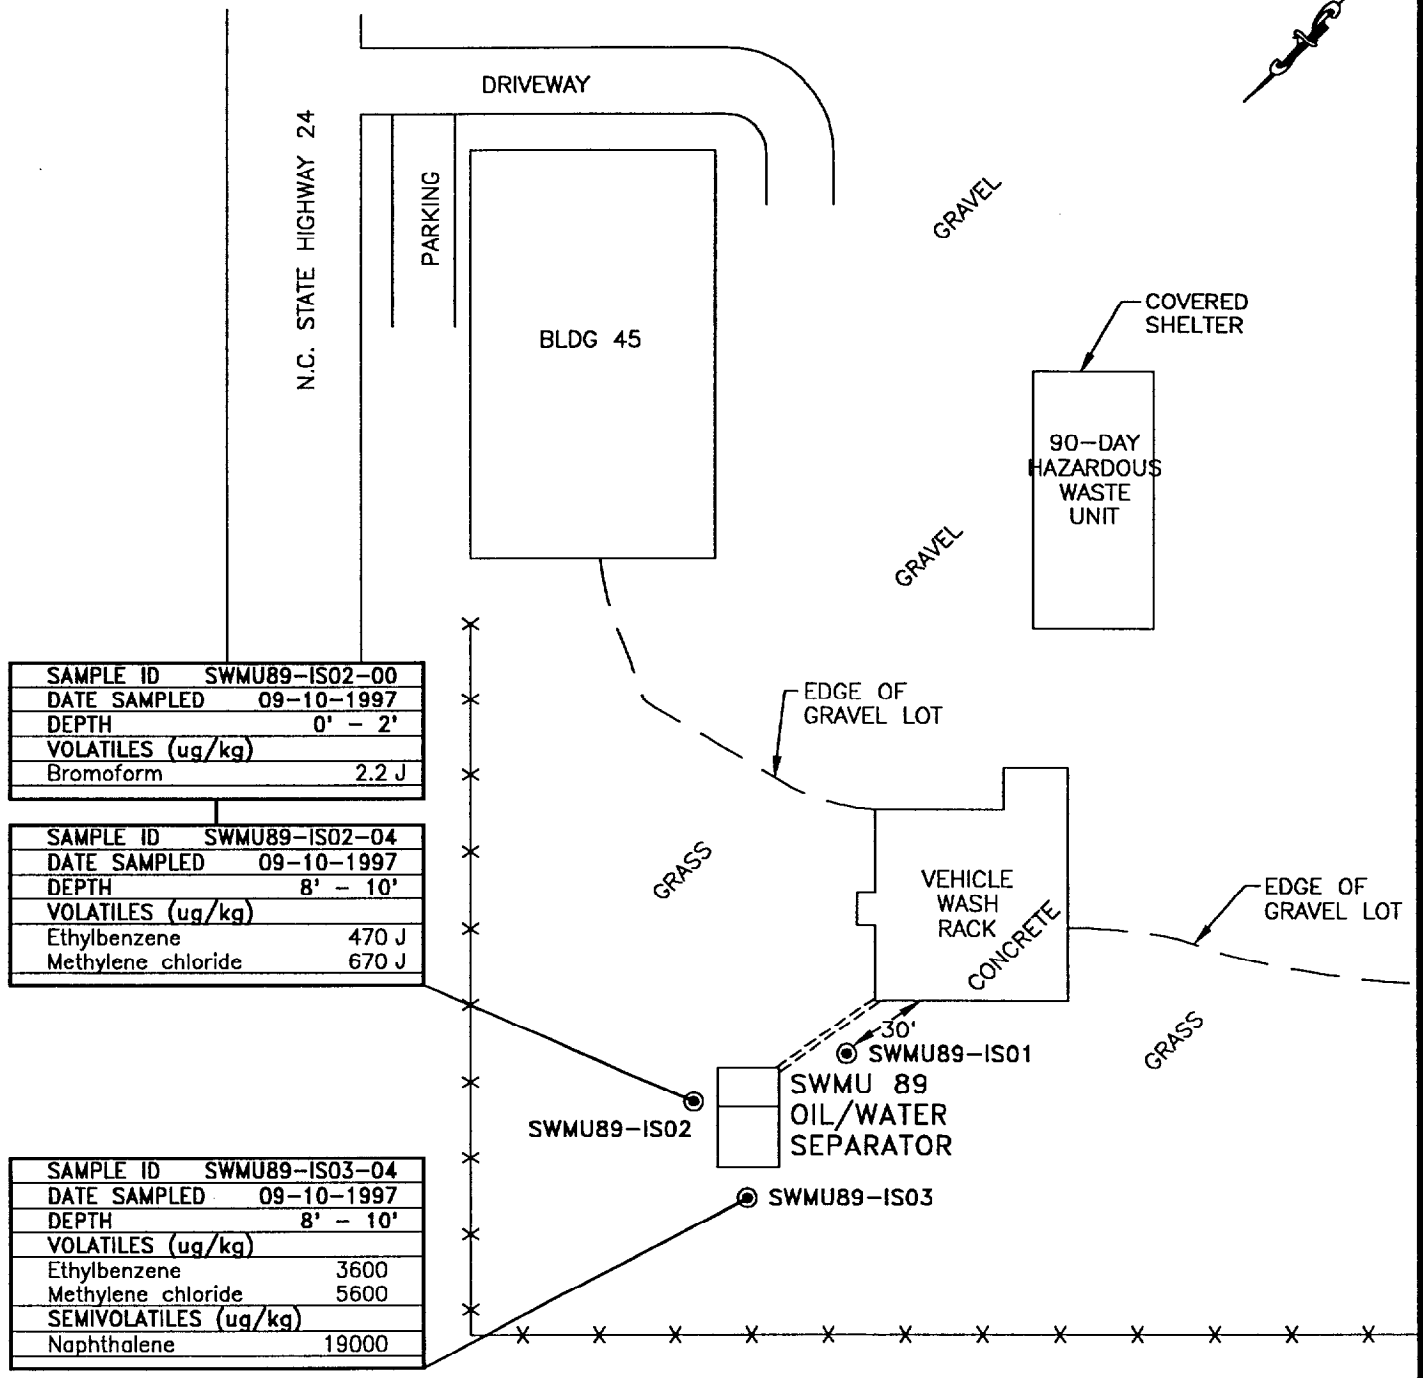 DRIVEWAY
N.C. STATE HIGHWAY 24
PARKING
GRAVEL
BLDG 45
COVERED
SHELTER
90-DAY
HAZARDOUS
WASTE
UNIT
GRAVEL
SAMPLE ID SWMU89-IS02-00
DATE SAMPLED 09-10-1997
DEPTH 0' - 2'
VOLATILES (ug/kg)
Bromoform 2.2 J
EDGE OF
GRAVEL LOT
SAMPLE ID SWMU89-IS02-04
DATE SAMPLED 09-10-1997
DEPTH 8' - 10'
VOLATILES (ug/kg)
Ethylbenzene 470 J
Methylene chloride 670 J
GRASS
VEHICLE
WASH
RACK
CONCRETE
EDGE OF
GRAVEL LOT
GRASS
30'
SWMU89-IS01
SWMU 89
OIL/WATER
SEPARATOR
SWMU89-IS02
SWMU89-IS03
SAMPLE ID SWMU89-IS03-04
DATE SAMPLED 09-10-1997
DEPTH 8' - 10'
VOLATILES (ug/kg)
Ethylbenzene 3600
Methylene chloride 5600
SEMIVOLATILES (ug/kg)
Naphthalene 19000